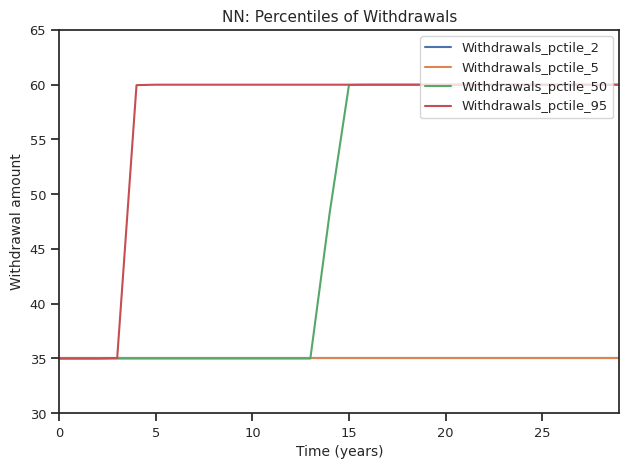 NN: Percentiles of Withdrawals
65
60
55
50
45
40
35
30
Withdrawal amount
Withdrawals_pctile_2
Withdrawals_pctile_5
Withdrawals_pctile_50
Withdrawals_pctile_95
0 5 10 15 20 25
Time (years)